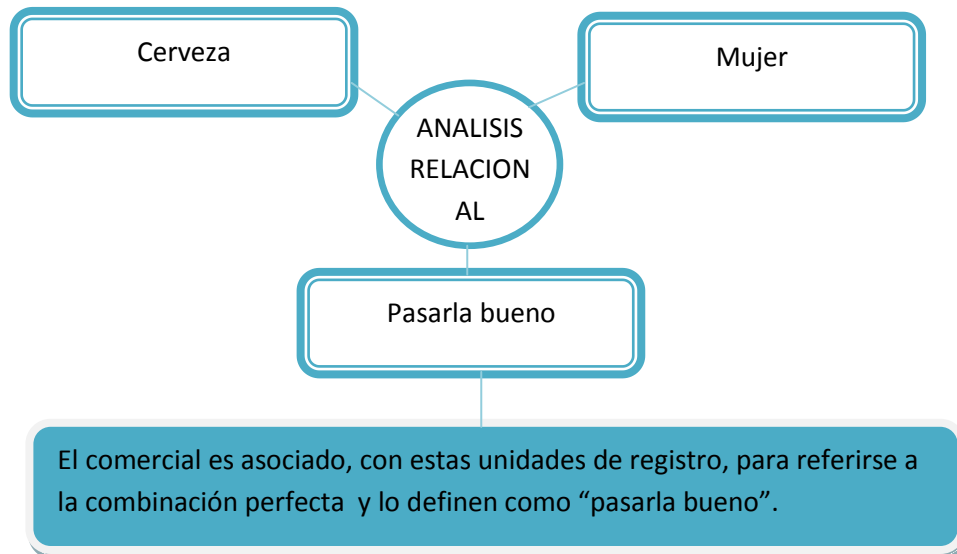 Cerveza
Mujer
ANALISIS
RELACION
AL
Pasarla bueno
El comercial es asociado, con estas unidades de registro, para referirse a
la combinación perfecta y lo definen como “pasarla bueno”.